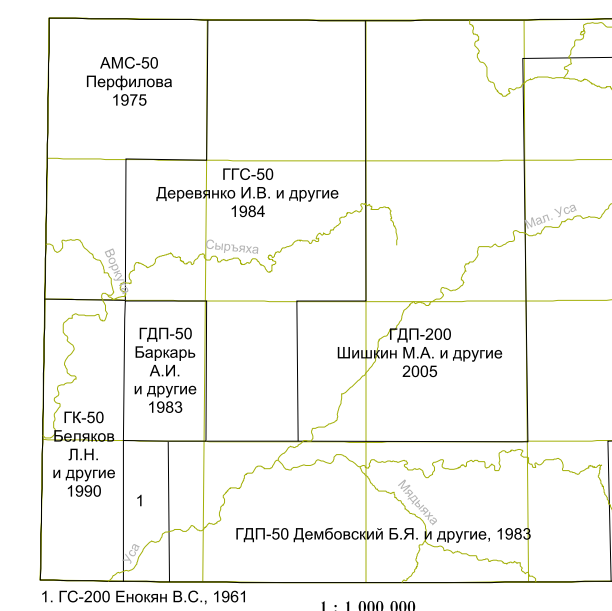 АМС-50
Перфилова
1975
ГГС-50
Деревянко И.В. и другие
1984
Мал. Уса
Сыръяха
Воркута
ГДП-50
Баркарь
А.И.
и другие
1983
ГДП-200
Шишкин М.А. и другие
2005
ГК-50
Беляков
Л.Н.
и другие
1990
1
Мядыяха
ГДП-50 Дембовский Б.Я. и другие, 1983
Уса
1. ГС-200 Енокян В.С., 1961
1 : 1 000 000